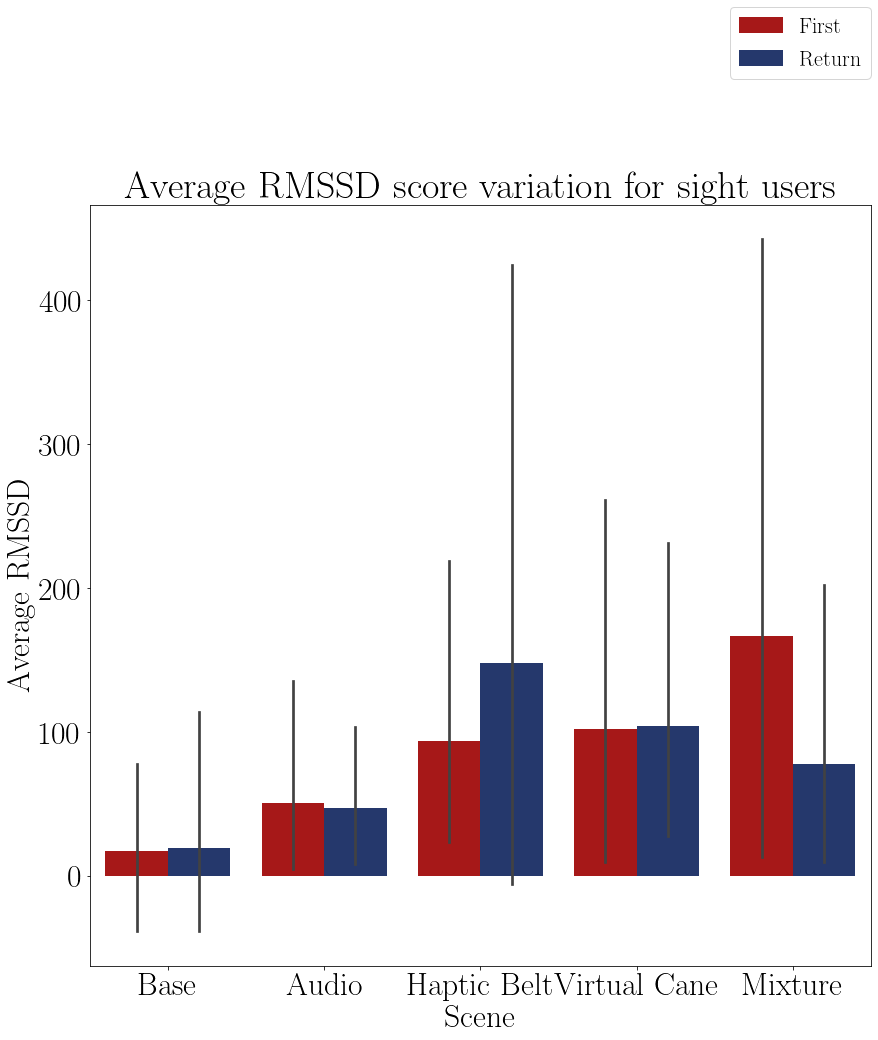 First
Return
Average RMSSD score variation for sight users
400
300
200
100
0
Average RMSSD
Base
Audio
Haptic Belt
Virtual Cane
Mixture
Scene